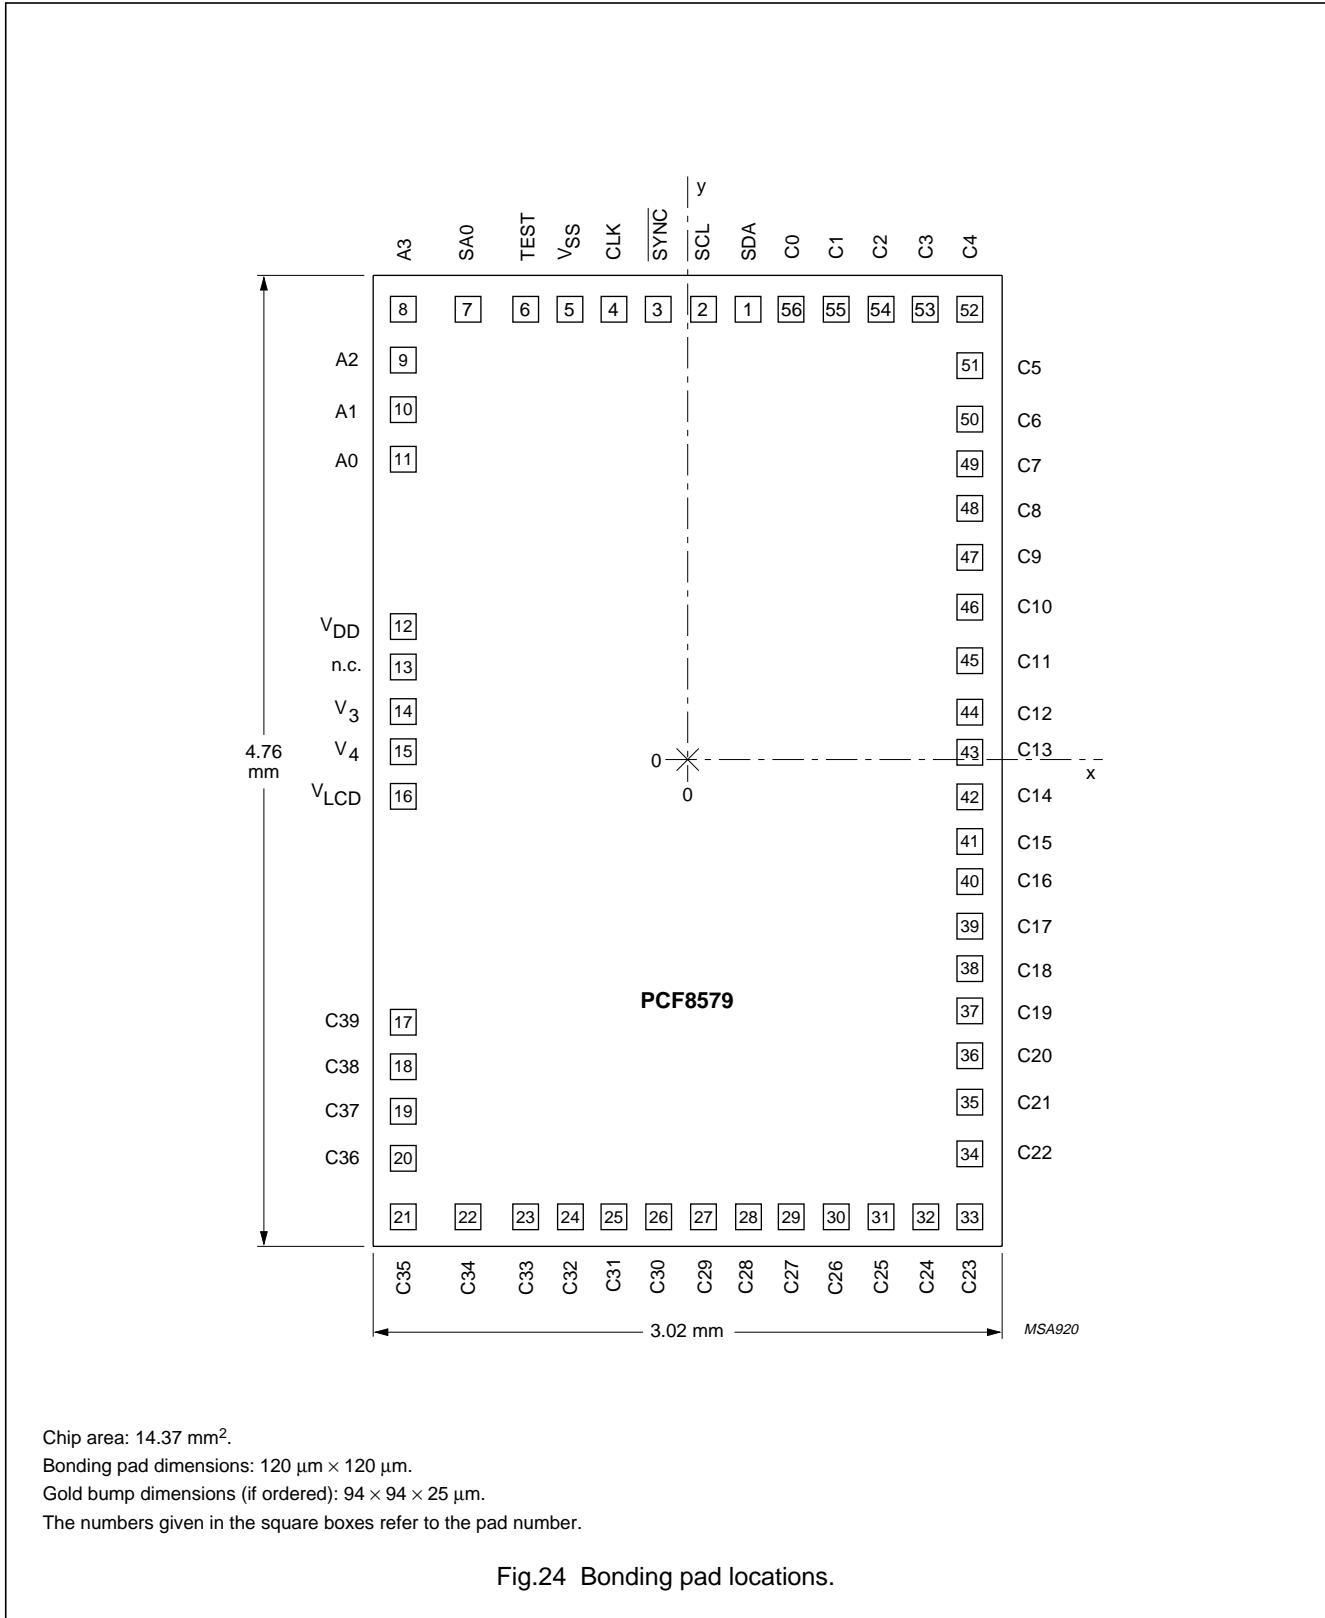 y
A3 SA0 TEST VSS CLK SYNC SCL SDA C0 C1 C2 C3 C4
8 7 6 5 4 3 2 1 56 55 54 53 52
A2 9 51 C5
A1 10 50 C6
A0 11 49 C7
48 C8
47 C9
46 C10
VDD 12
n.c. 13 45 C11
V3 14 44 C12
4.76 mm
V4 15 43 C13
0 x
0
VLCD 16 42 C14
41 C15
40 C16
39 C17
38 C18
PCF8579
C39 17 37 C19
C38 18 36 C20
C37 19 35 C21
C36 20 34 C22
21 22 23 24 25 26 27 28 29 30 31 32 33
C35 C34 C33 C32 C31 C30 C29 C28 C27 C26 C25 C24 C23
3.02 mm
MSA920
Chip area: 14.37 mm2.
Bonding pad dimensions: 120 µm × 120 µm.
Gold bump dimensions (if ordered): 94 × 94 × 25 µm.
The numbers given in the square boxes refer to the pad number.
Fig.24 Bonding pad locations.